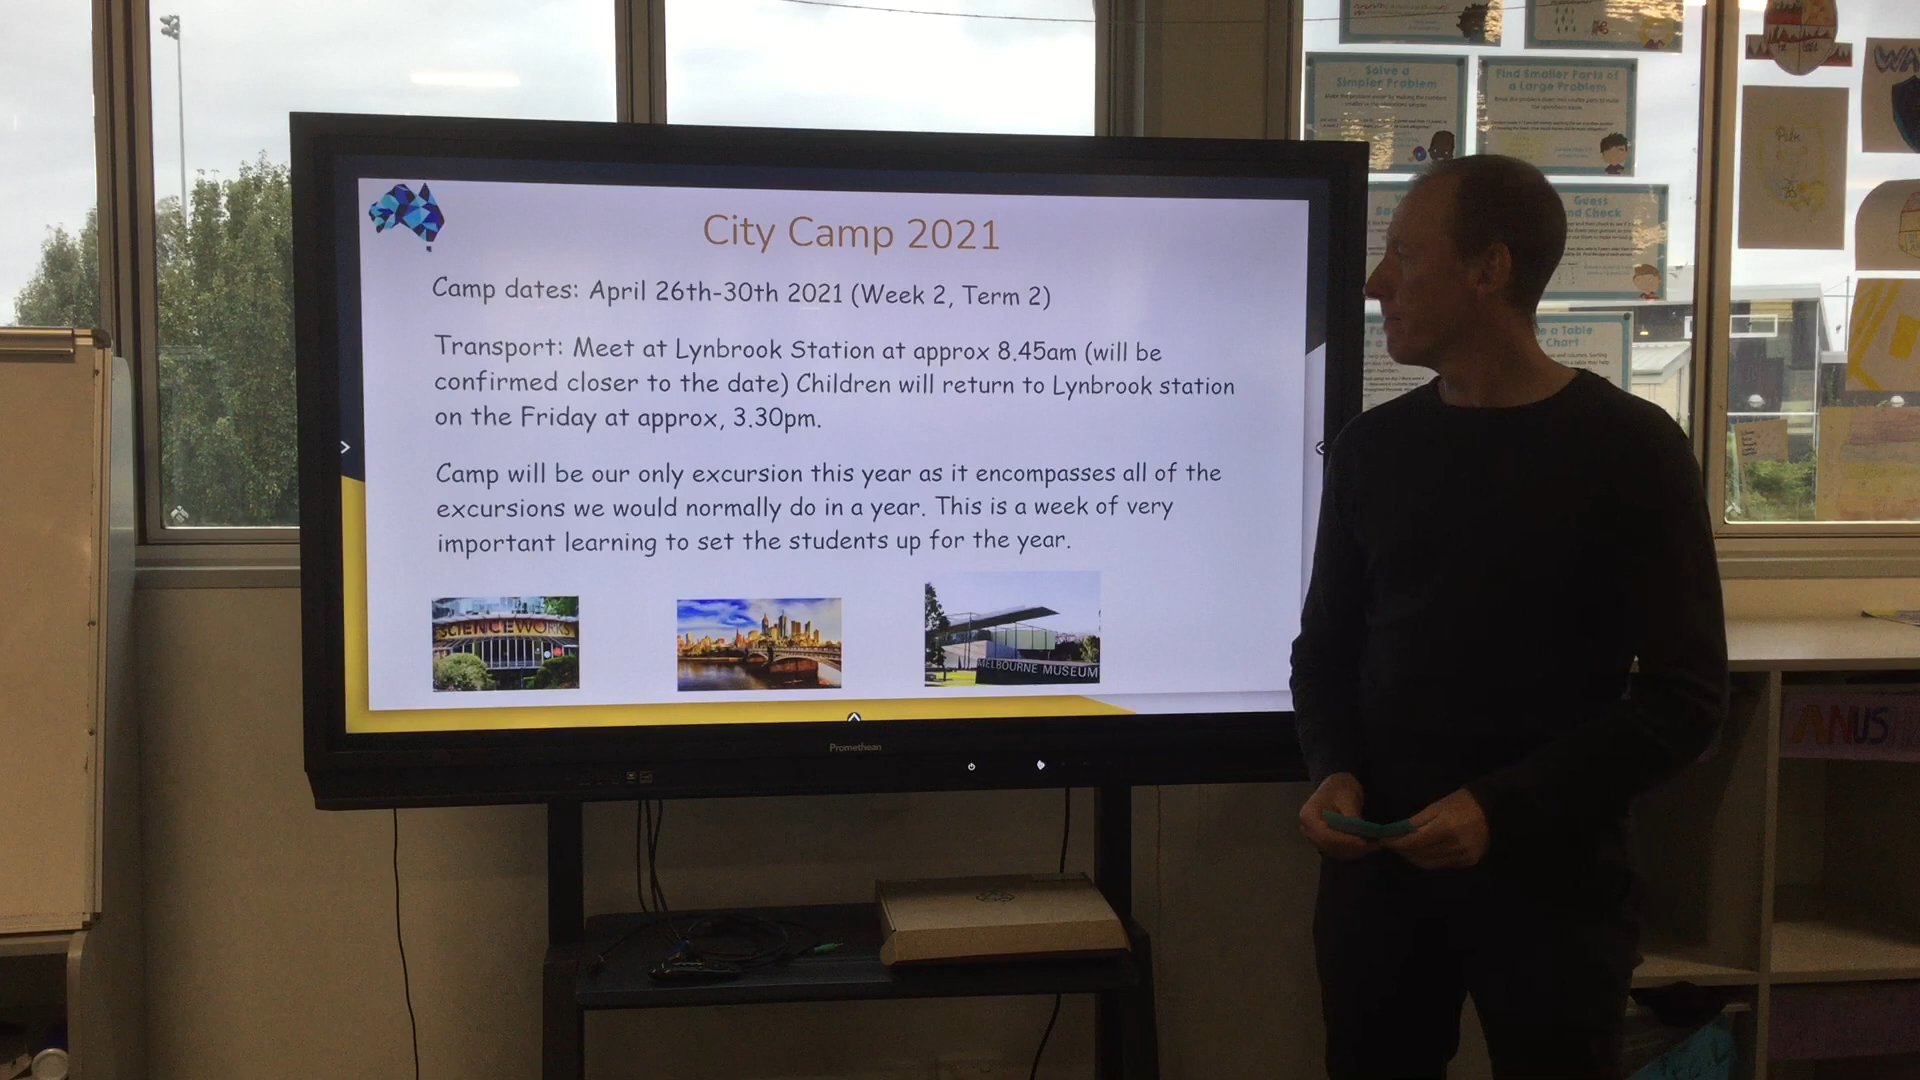 City Camp 2021
Camp dates: April 26th-30th 2021 (Week 2, Term 2)
Transport: Meet at Lynbrook Station at approx 8.45am (will be
confirmed closer to the date) Children will return to Lynbrook station
on the Friday at approx, 3.30pm.
Camp will be our only excursion this year as it encompasses all of the
excursions we would normally do in a year. This is a week of very
important learning to set the students up for the year.
SCIENCEWORKS
MELBOURNE MUSEUM
Promethean
Solve a
Simpler Problem
Find Smaller Parts of
a Large Problem
Guess
nd Check
e a Table
Chart
WA
ANUSH